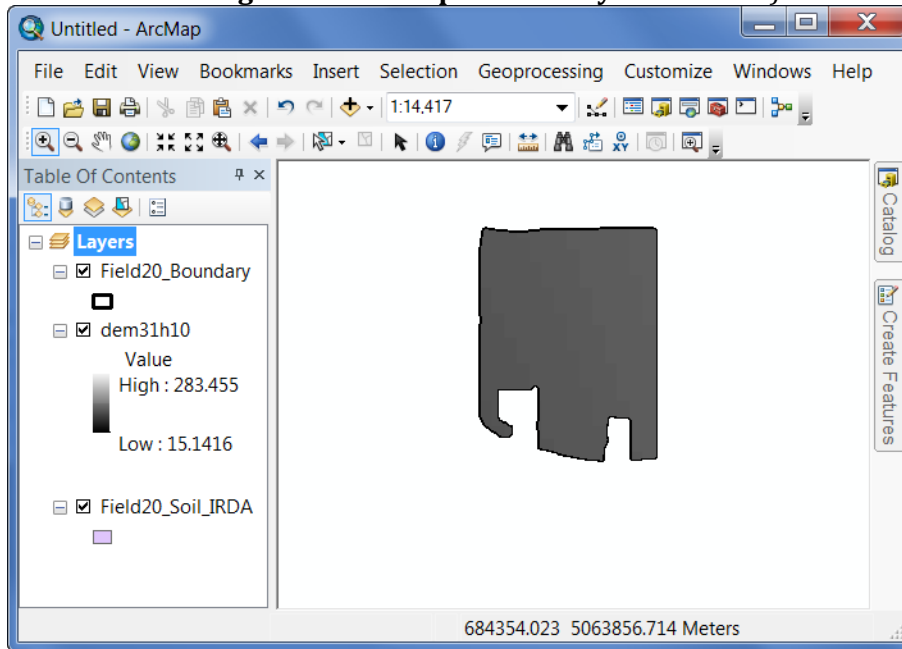 Untitled - ArcMap
File Edit View Bookmarks Insert Selection Geoprocessing Customize Windows Help
1:14,417
Table Of Contents
Layers
Field20_Boundary
dem31h10
Value
High : 283.455
Low : 15.1416
Field20_Soil_IRDA
Catalog
Create Features
684354.023 5063856.714 Meters